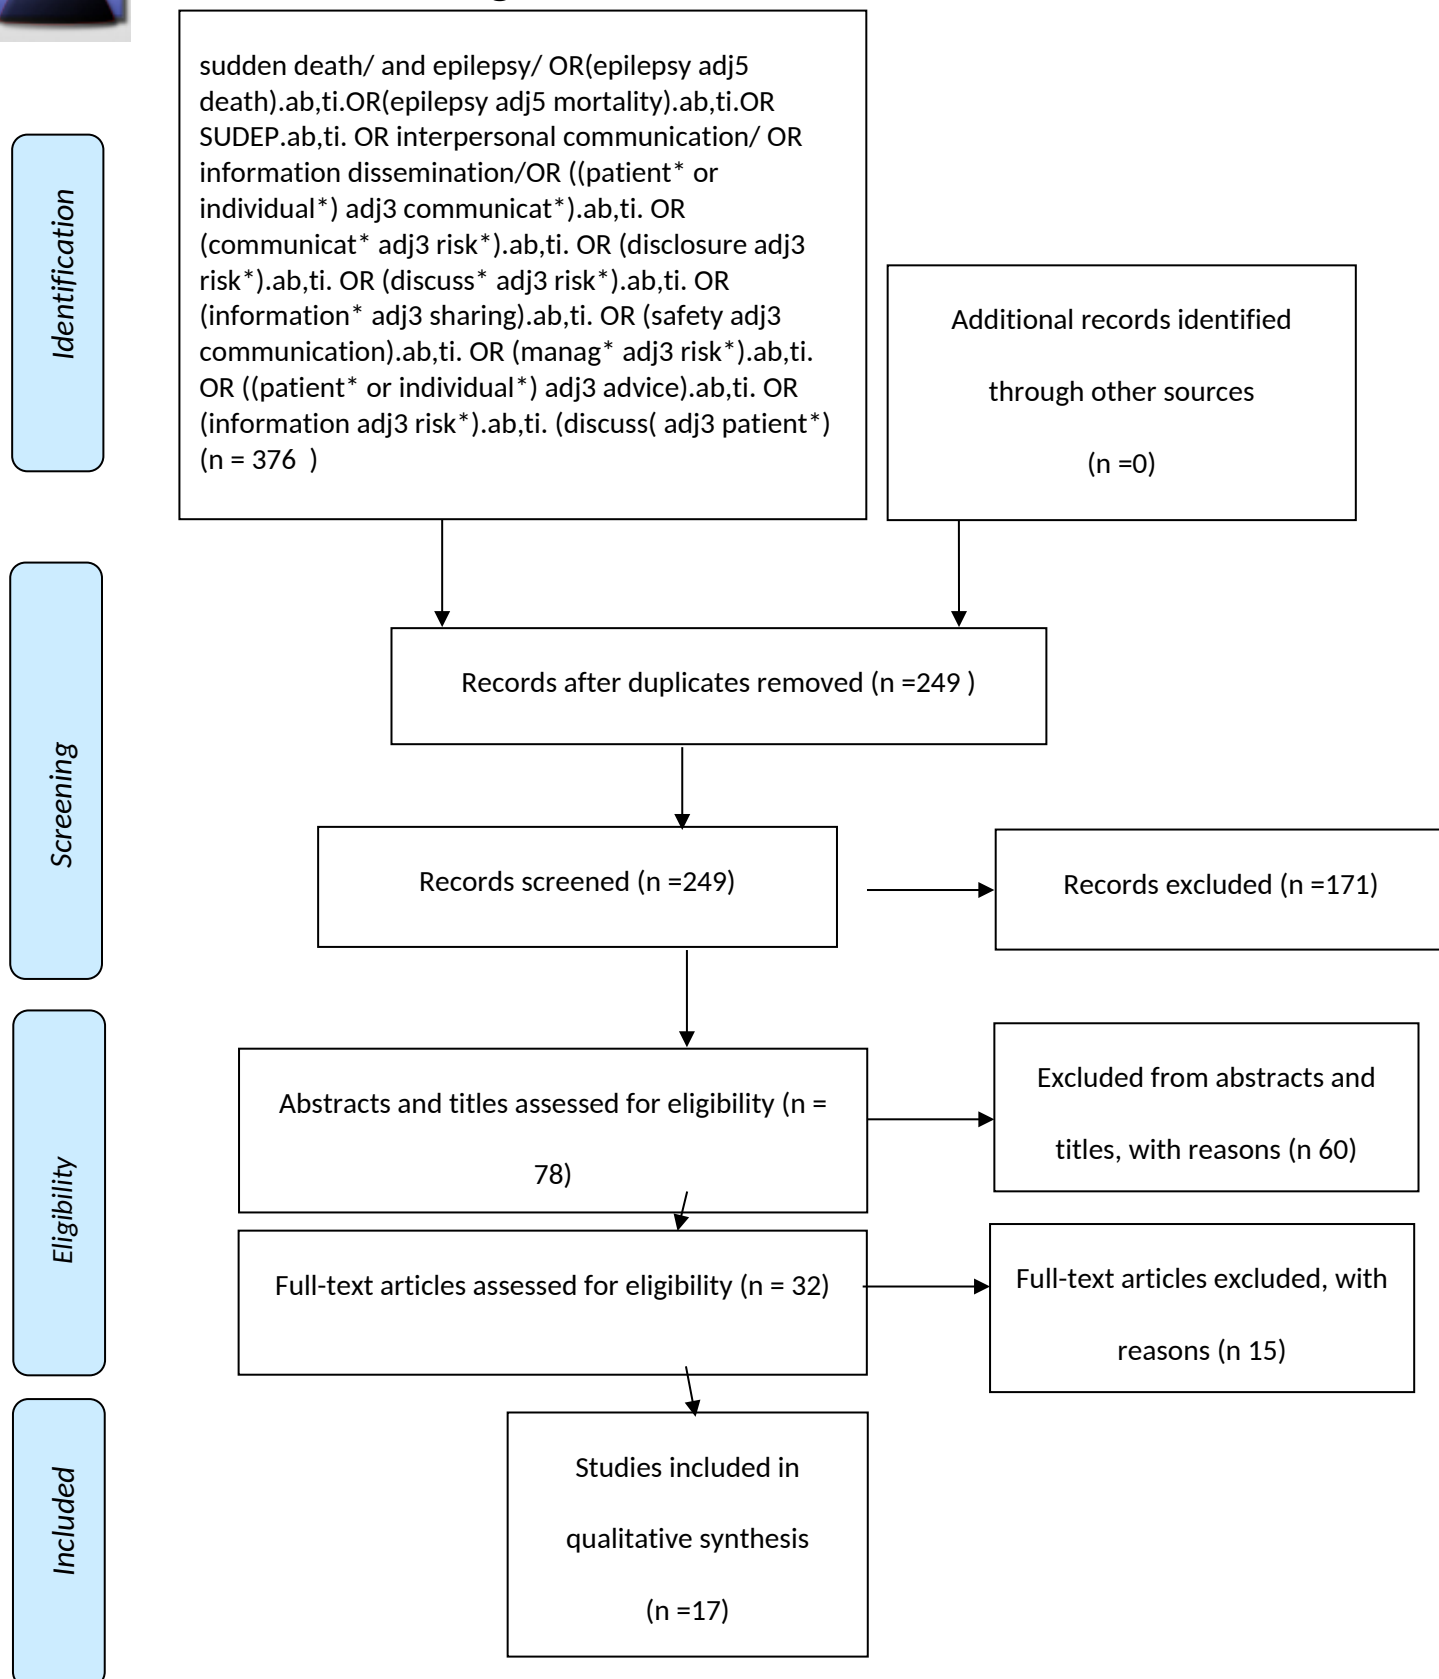 sudden death/ and epilepsy/ OR(epilepsy adj5
death).ab,ti.OR(epilepsy adj5 mortality).ab,ti.OR
SUDEP.ab,ti. OR interpersonal communication/ OR
information dissemination/OR ((patient* or
individual*) adj3 communicat*).ab,ti. OR
(communicat* adj3 risk*).ab,ti. OR (disclosure adj3
risk*).ab,ti. OR (discuss* adj3 risk*).ab,ti. OR
(information* adj3 sharing).ab,ti. OR (safety adj3
communication).ab,ti. OR (manag* adj3 risk*).ab,ti.
OR ((patient* or individual*) adj3 advice).ab,ti. OR
(information adj3 risk*).ab,ti. (discuss( adj3 patient*)
(n = 376  )
Identification
Additional records identified
through other sources
(n =0)
Records after duplicates removed (n =249 )
Screening
Records screened (n =249)
Records excluded (n =171)
Eligibility
Abstracts and titles assessed for eligibility (n =
78)
Excluded from abstracts and
titles, with reasons (n 60)
Full-text articles assessed for eligibility (n = 32)
Full-text articles excluded, with
reasons (n 15)
Included
Studies included in
qualitative synthesis
(n =17)